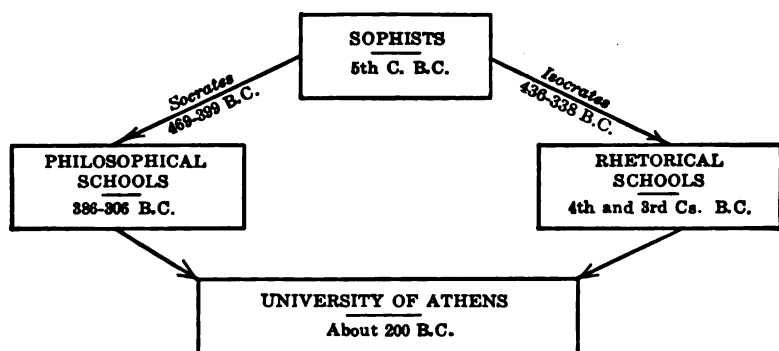 SOPHISTS
5th C. B.C.
Socrates
469-399 B.C.
Isocrates
436-338 B.C.
PHILOSOPHICAL
SCHOOLS
386-306 B.C.
RHETORICAL
SCHOOLS
4th and 3rd Cs. B.C.
UNIVERSITY OF ATHENS
About 200 B.C.